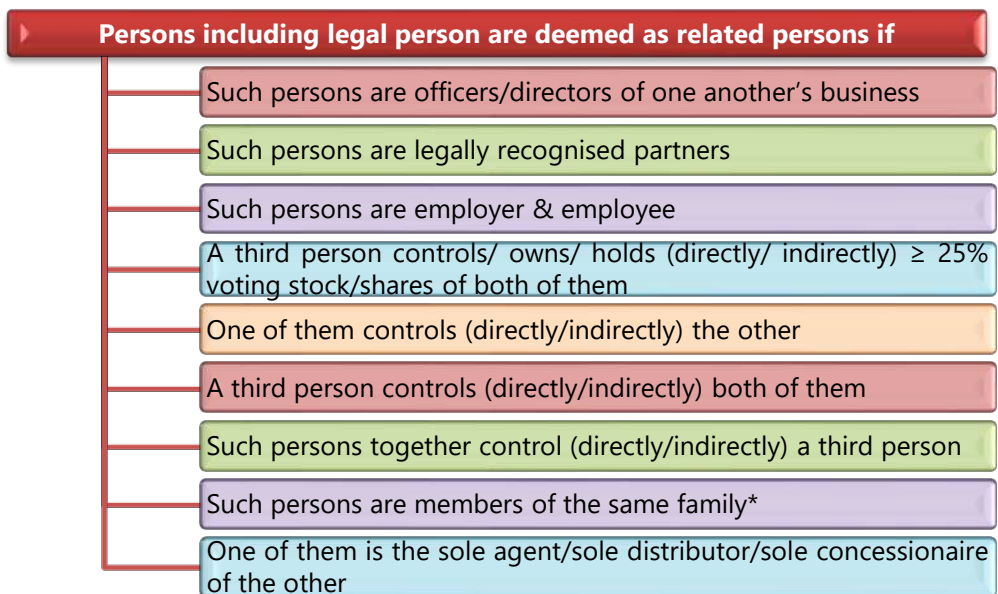 Persons including legal person are deemed as related persons if
Such persons are officers/directors of one another's business
Such persons are legally recognised partners
Such persons are employer & employee
A third person controls/ owns/ holds (directly/ indirectly) ≥ 25%
voting stock/shares of both of them
One of them controls (directly/indirectly) the other
A third person controls (directly/indirectly) both of them
Such persons together control (directly/indirectly) a third person
Such persons are members of the same family*
One of them is the sole agent/sole distributor/sole concessionaire
of the other